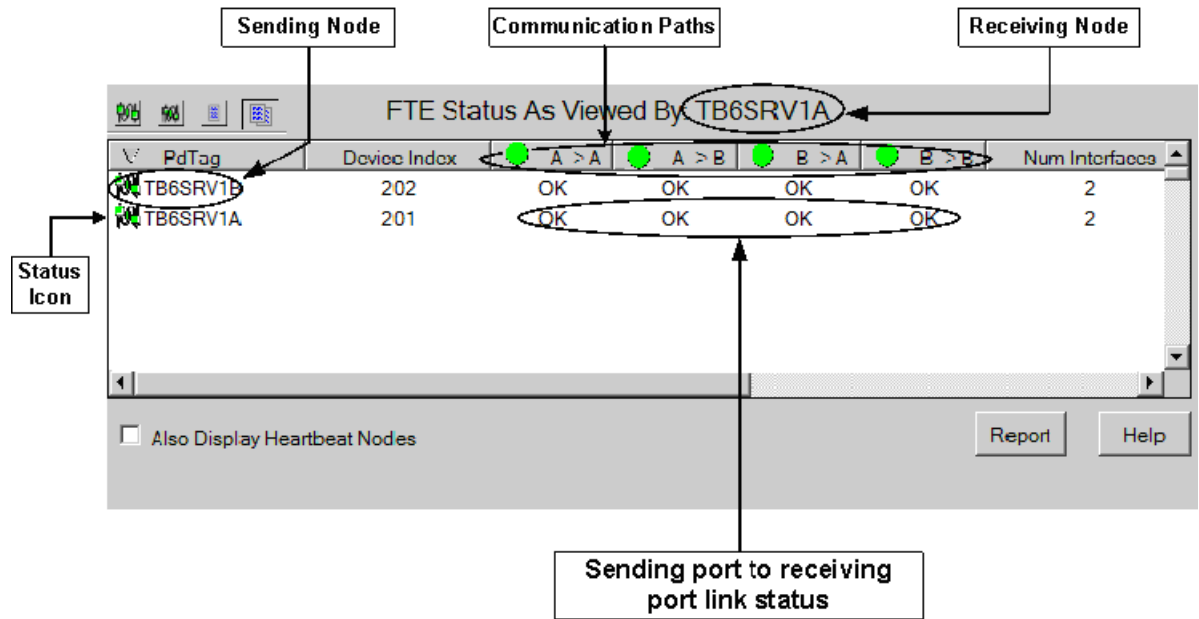 Sending Node
Communication Paths
Receiving Node
FTE Status As Viewed By TB6SRV1A
PdTag Device Index A >A A >B B >A B >B Num Interfaces
TB6SRV1B 202 OK OK OK OK 2
TB6SRV1A 201 OK OK OK OK 2
Status
Icon
Also Display Heartbeat Nodes
Report Help
Sending port to receiving
port link status